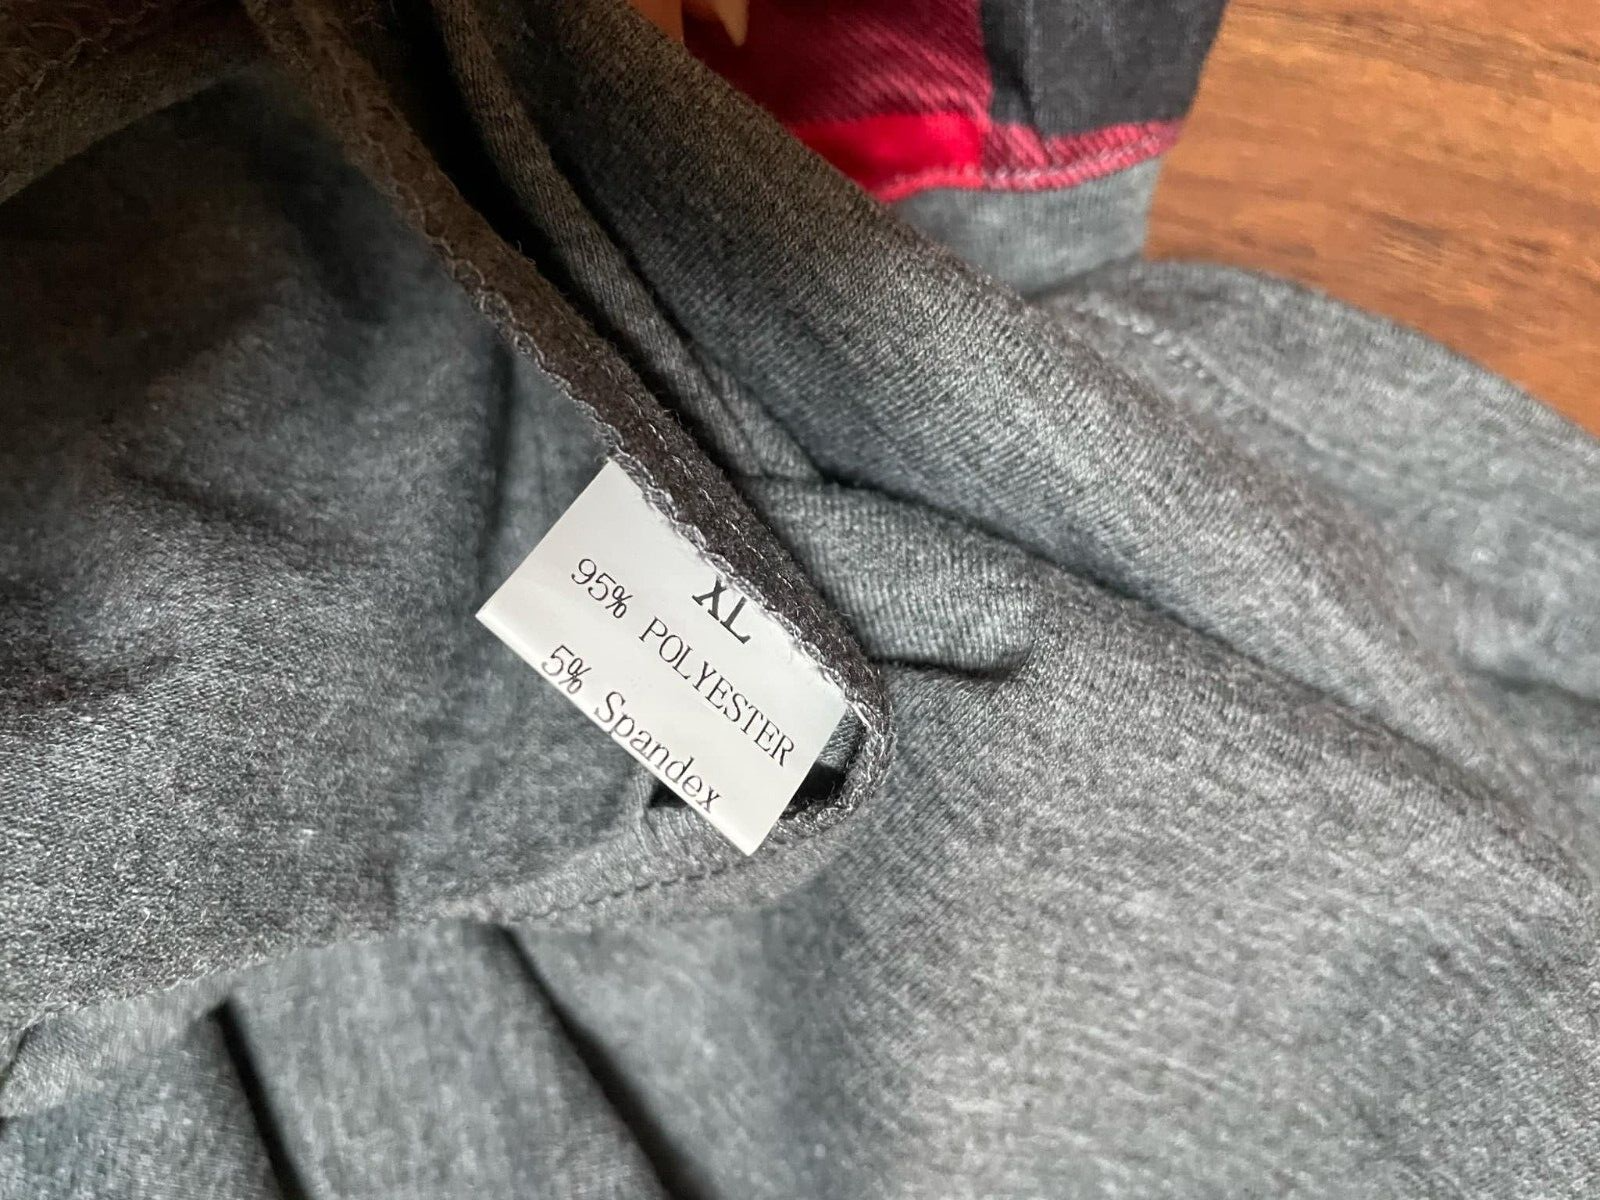 XL
95% POLYESTER
5% Spandex